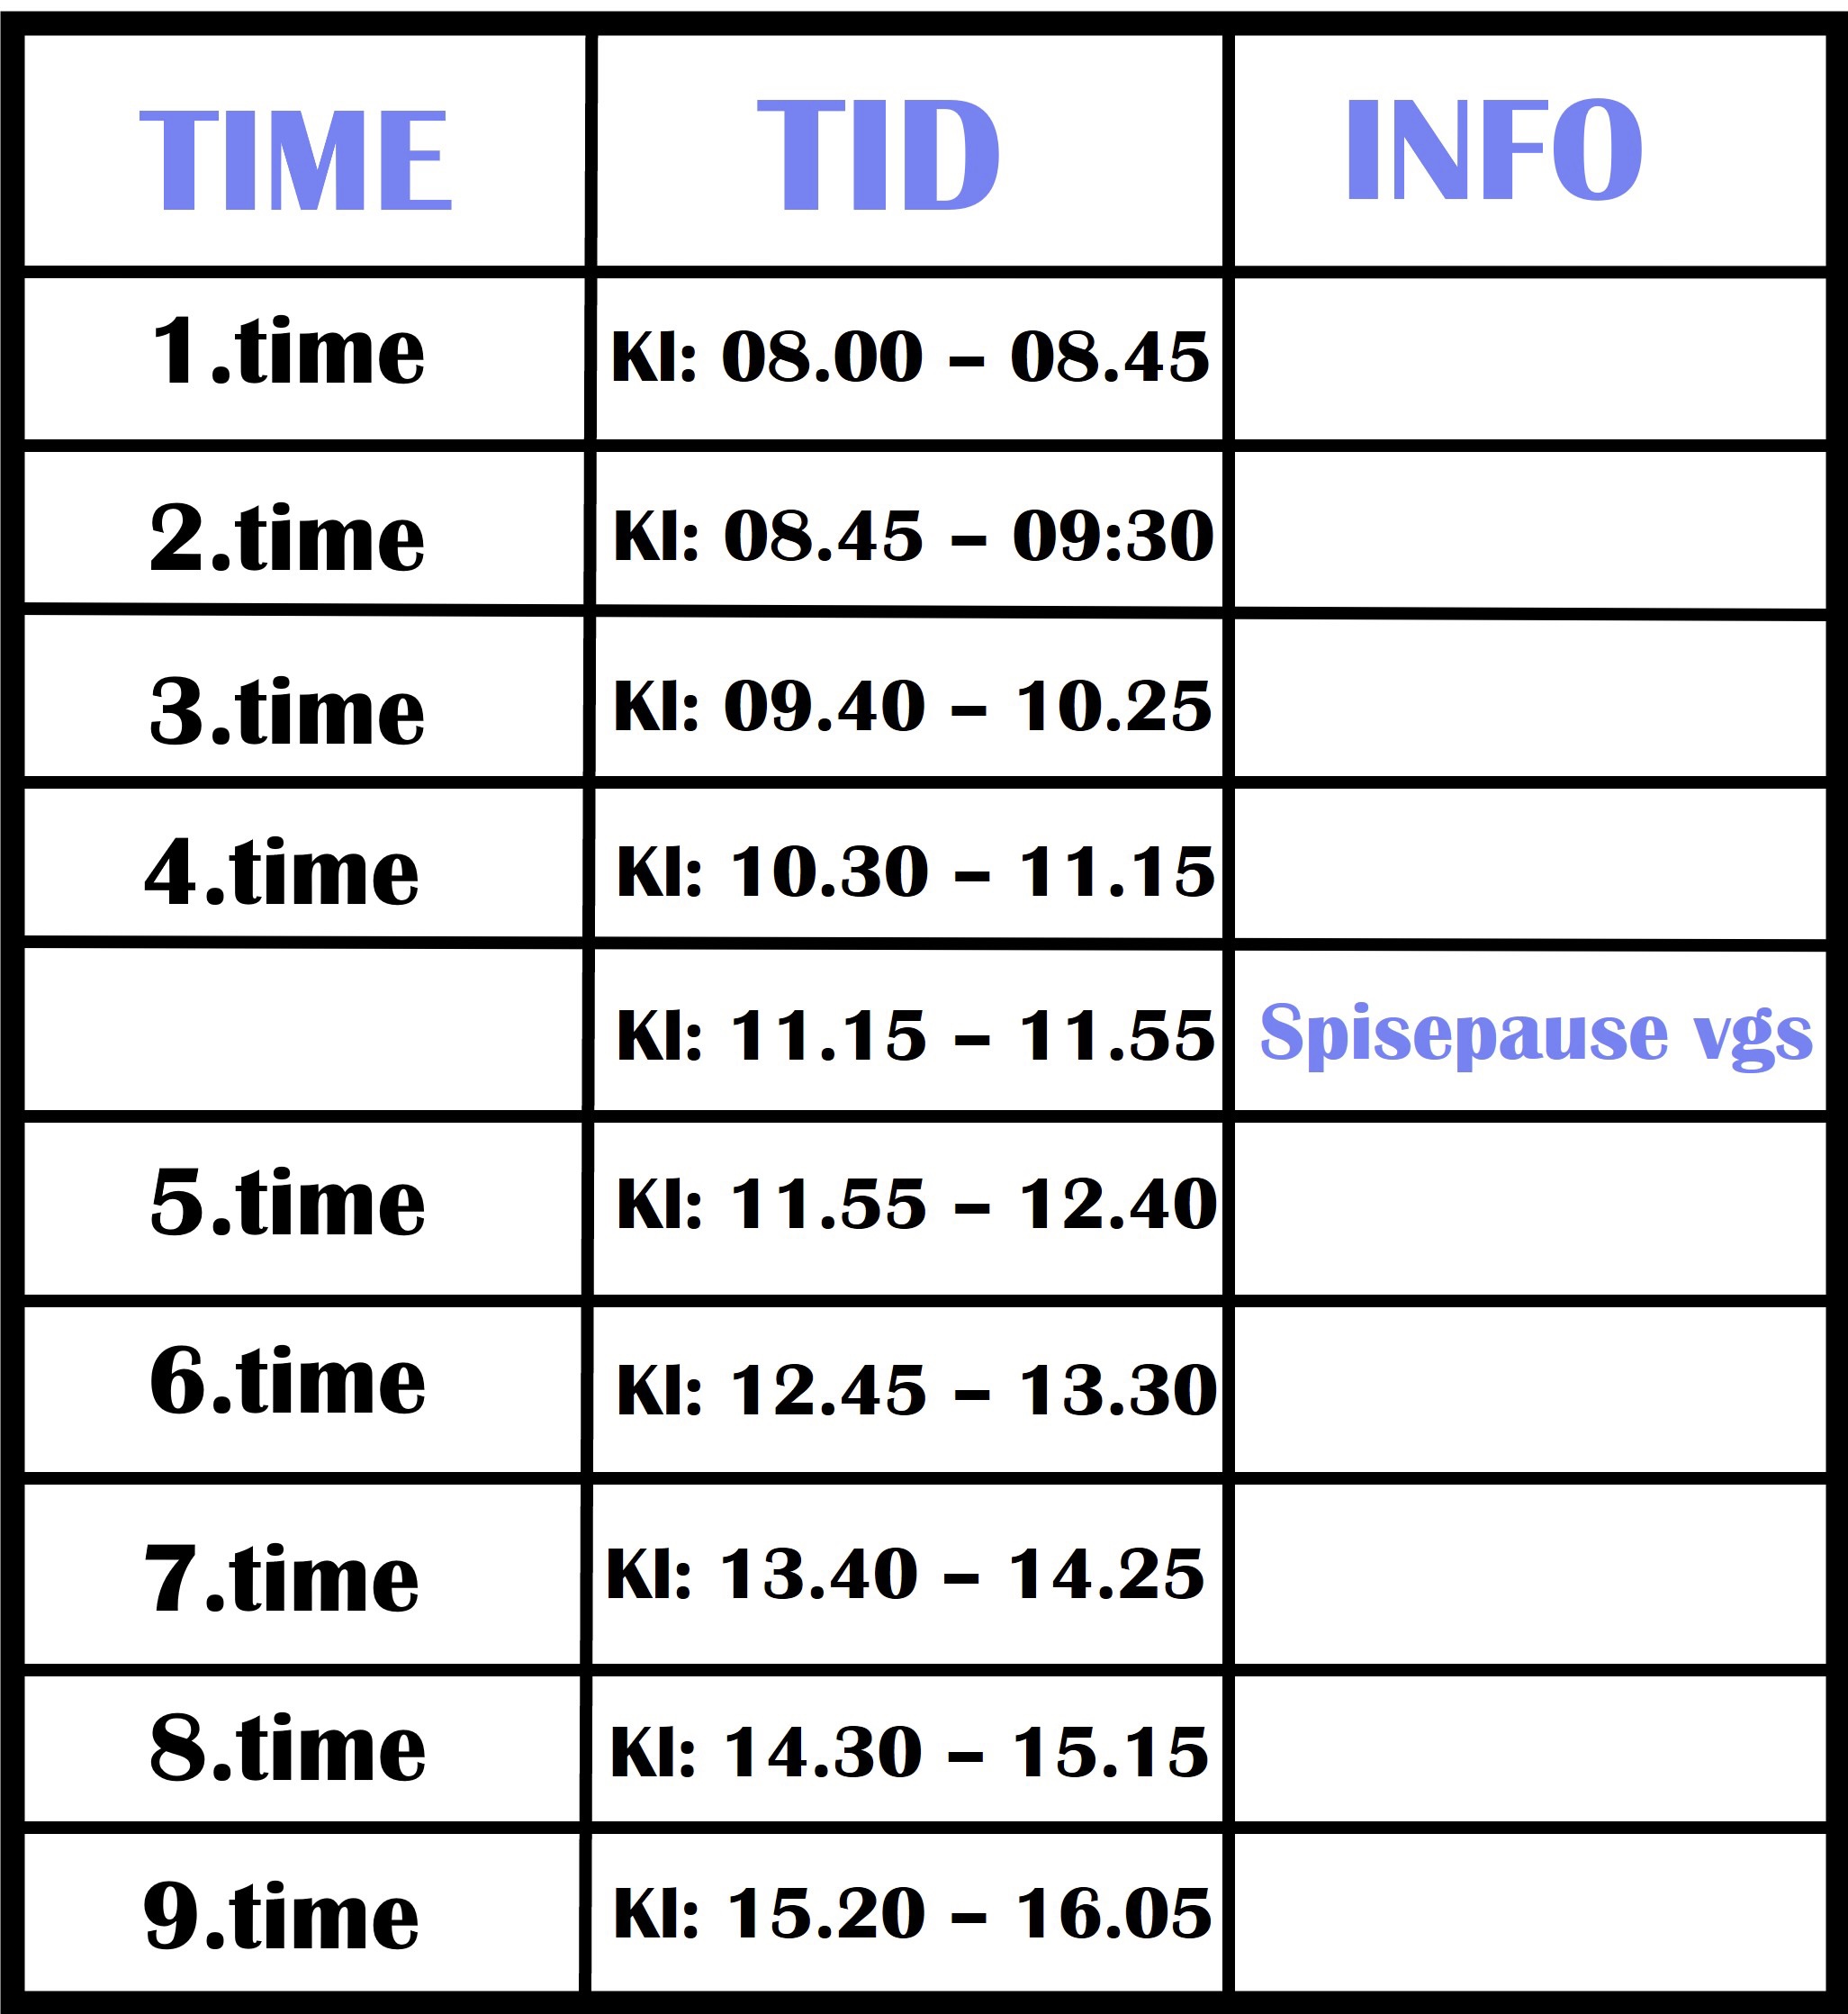 TIME TID INFO
1.time Kl: 08.00 – 08.45
2.time Kl: 08.45 – 09:30
3.time Kl: 09.40 – 10.25
4.time Kl: 10.30 – 11.15
Kl: 11.15 – 11.55 Spisepause vgs
5.time Kl: 11.55 – 12.40
6.time Kl: 12.45 – 13.30
7.time Kl: 13.40 – 14.25
8.time Kl: 14.30 – 15.15
9.time Kl: 15.20 – 16.05